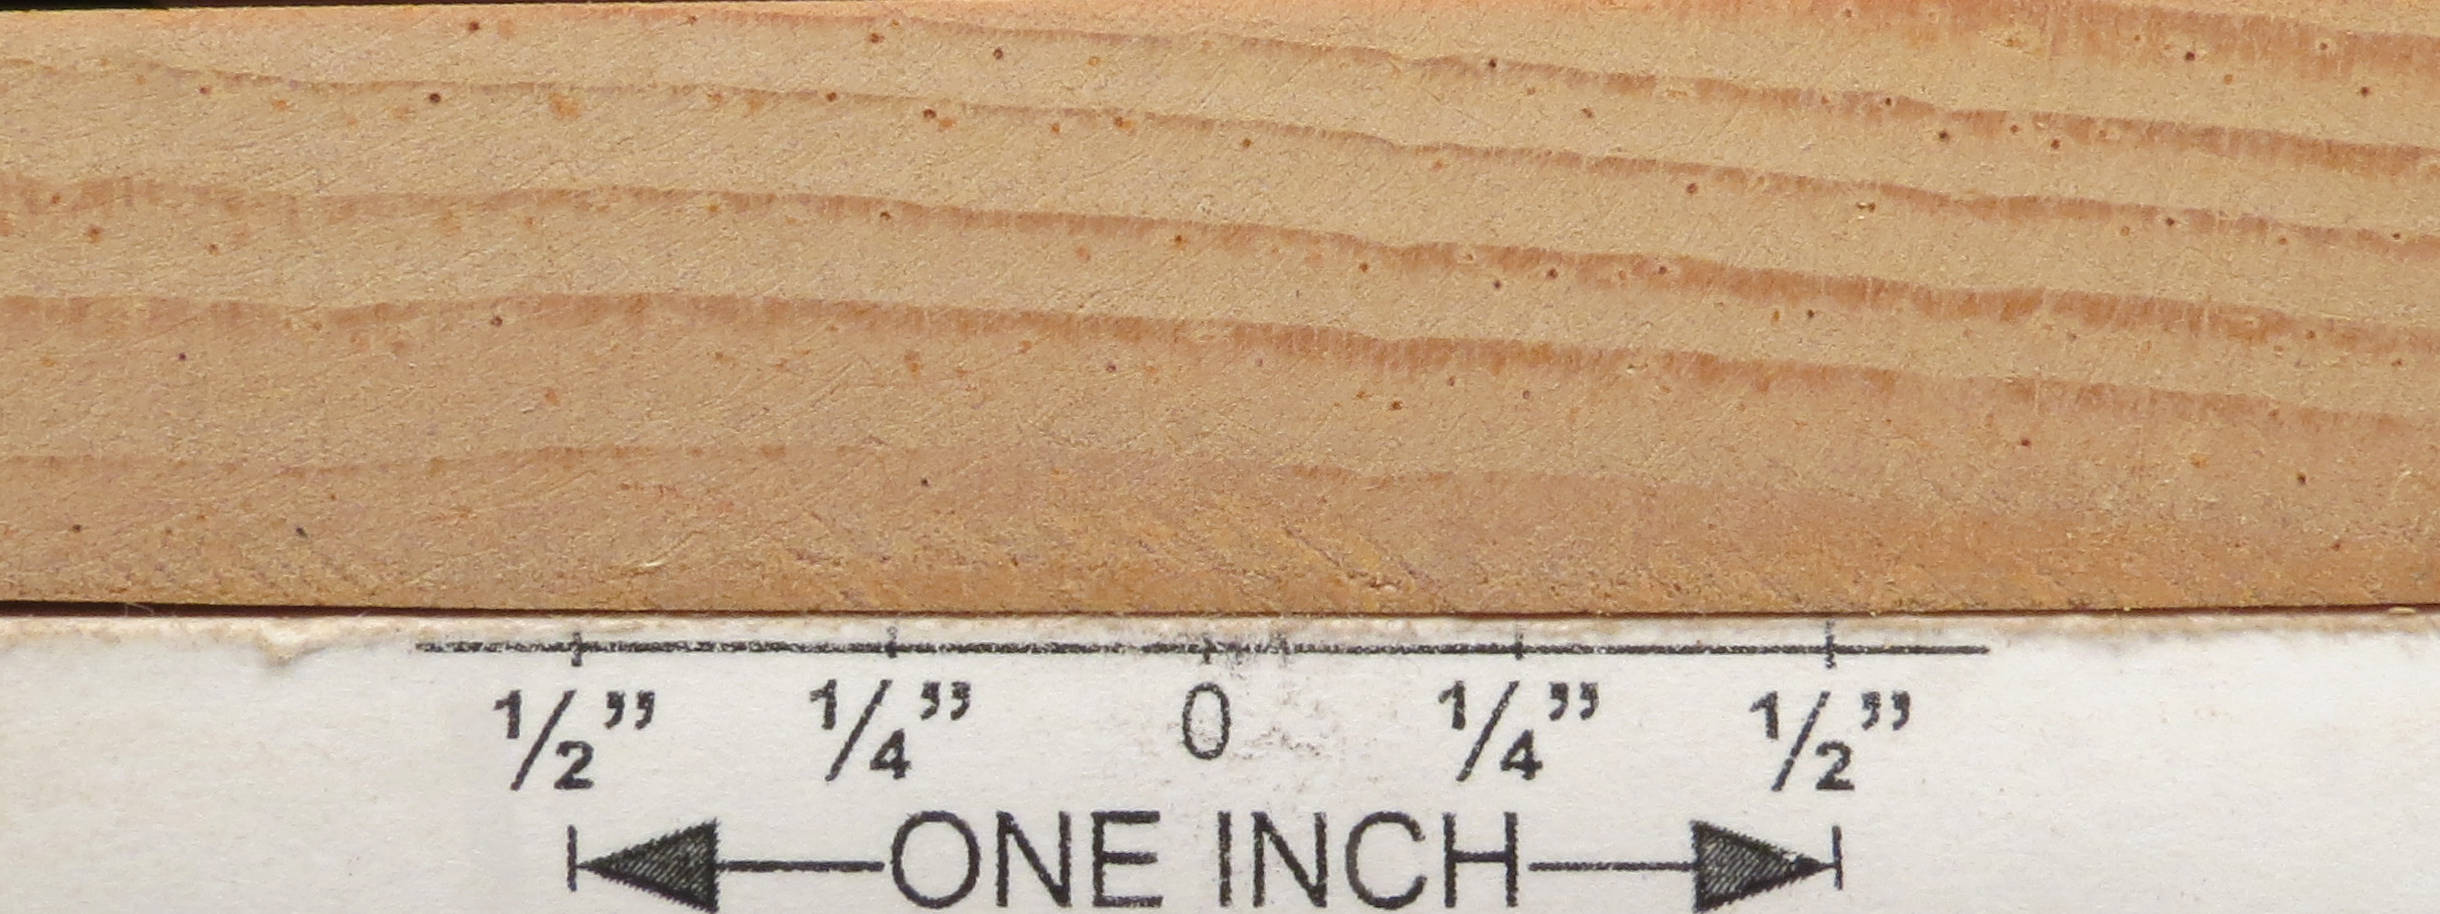 1/2” 1/4” 0 1/4” 1/2”
ONE INCH